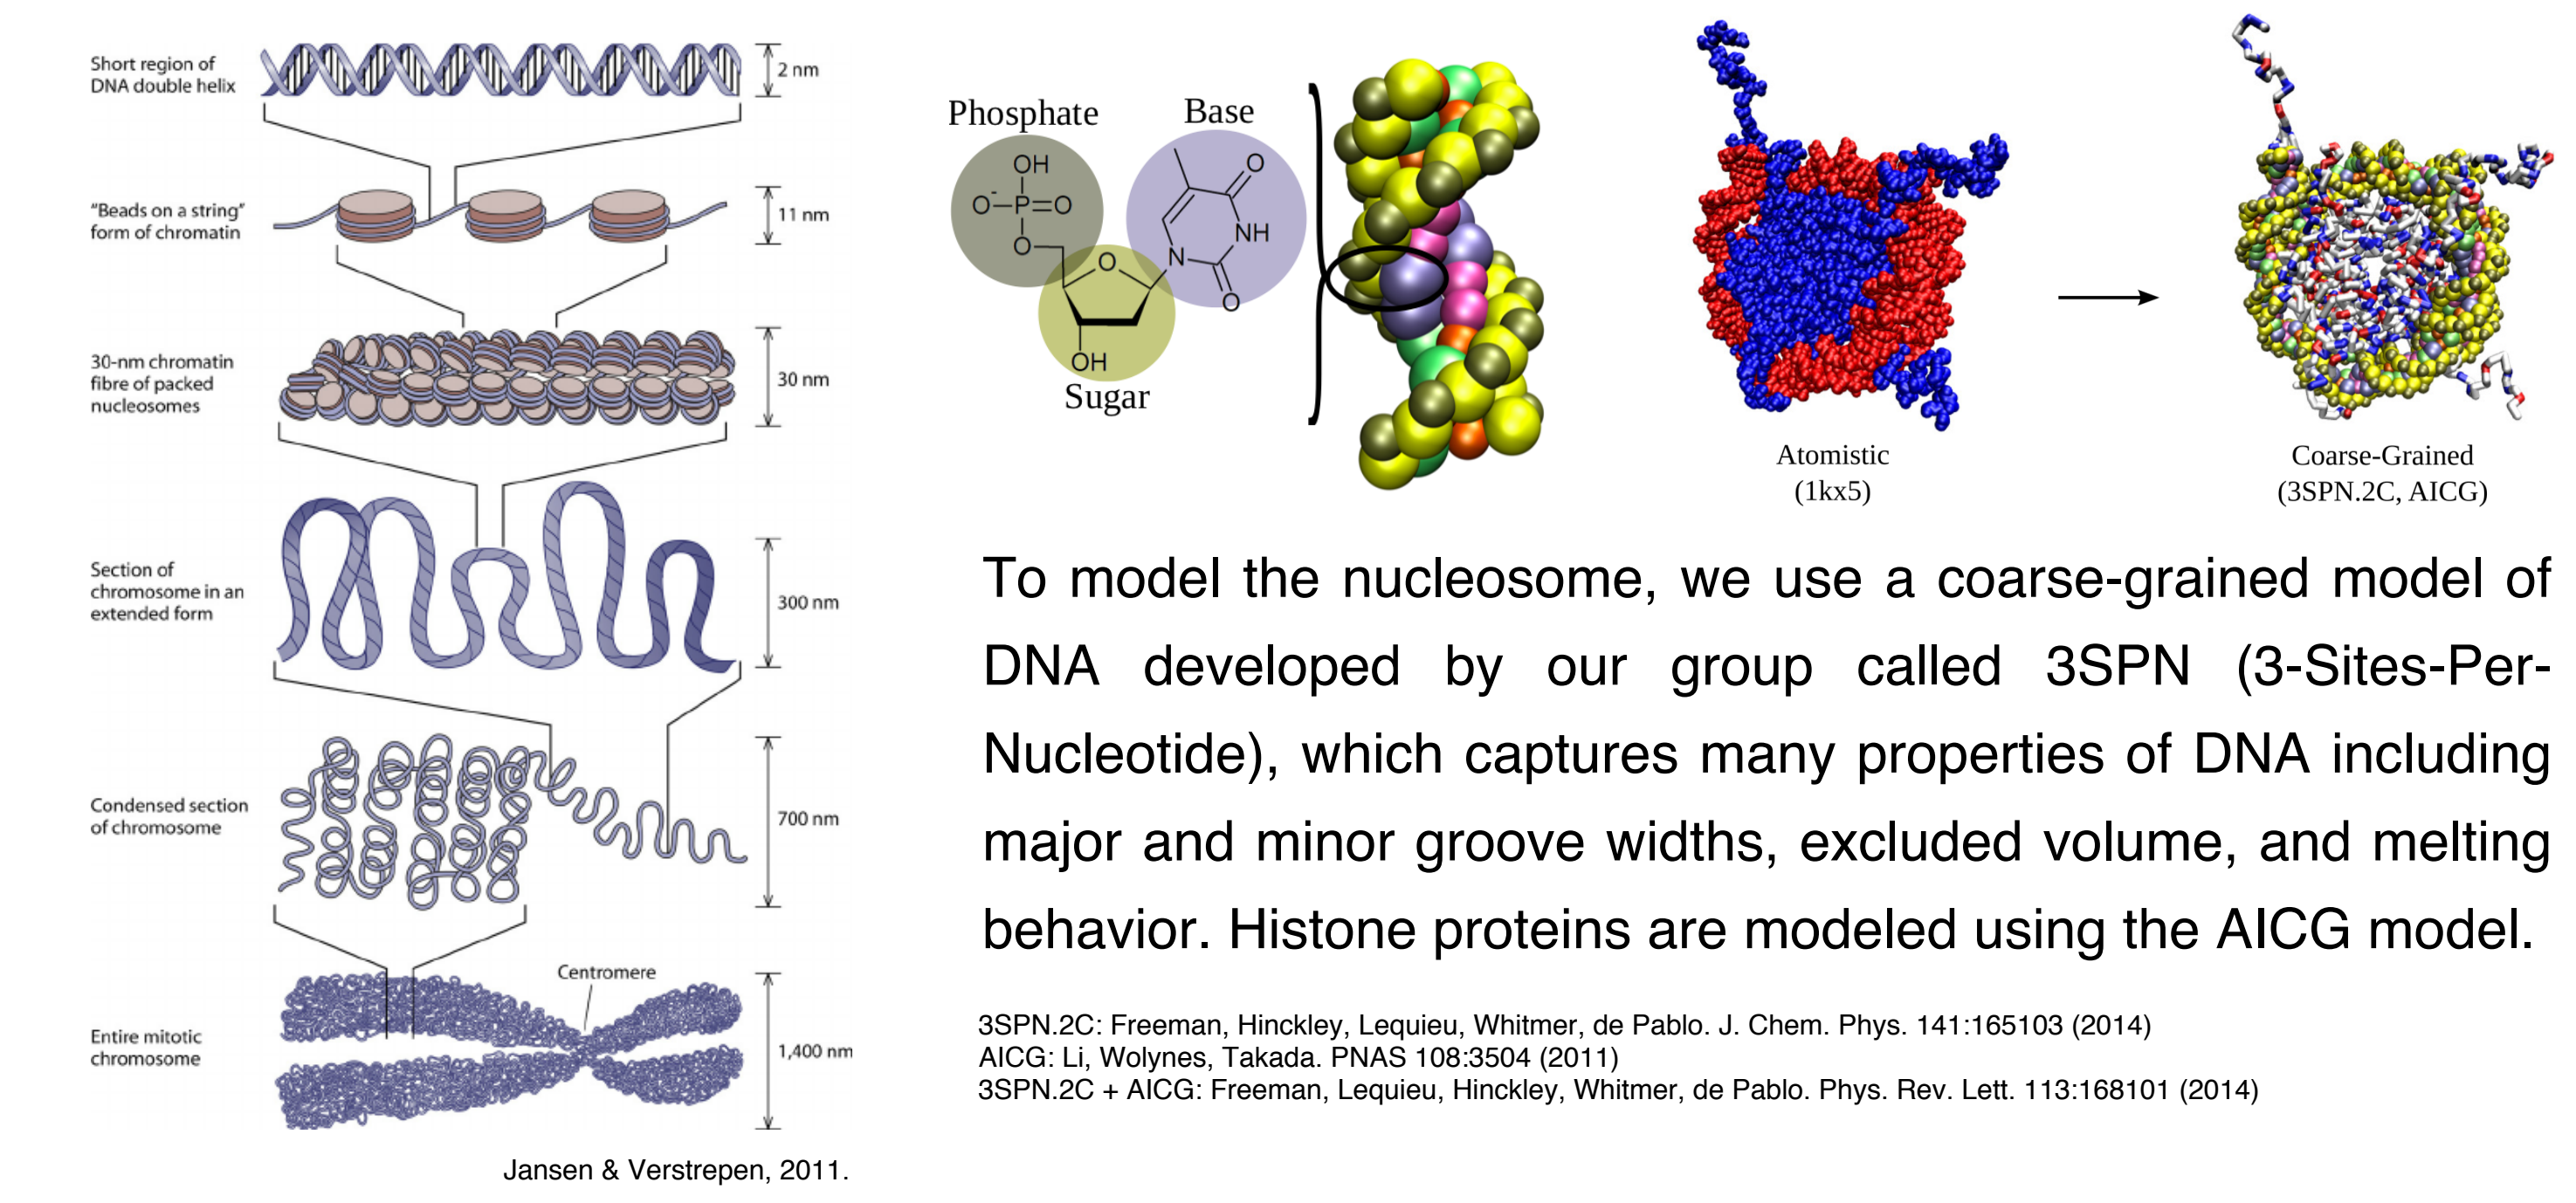 Short region of
DNA double helix
2 nm
"Beads on a string"
form of chromatin
11 nm
30-nm chromatin
fibre of packed
nucleosomes
30 nm
Section of
chromosome in an
extended form
300 nm
Condensed section
of chromosome
700 nm
Centromere
Entire mitotic
chromosome
1,400 nm
Jansen & Verstrepen, 2011.
Phosphate
Base
OH
O⁻–P=O
O
O
NH
N
O
O
OH
Sugar
Atomistic
(1kx5)
Coarse-Grained
(3SPN.2C, AICG)
To model the nucleosome, we use a coarse-grained model of
DNA developed by our group called 3SPN (3-Sites-Per-
Nucleotide), which captures many properties of DNA including
major and minor groove widths, excluded volume, and melting
behavior. Histone proteins are modeled using the AICG model.
3SPN.2C: Freeman, Hinckley, Lequieu, Whitmer, de Pablo. J. Chem. Phys. 141:165103 (2014)
AICG: Li, Wolynes, Takada. PNAS 108:3504 (2011)
3SPN.2C + AICG: Freeman, Lequieu, Hinckley, Whitmer, de Pablo. Phys. Rev. Lett. 113:168101 (2014)